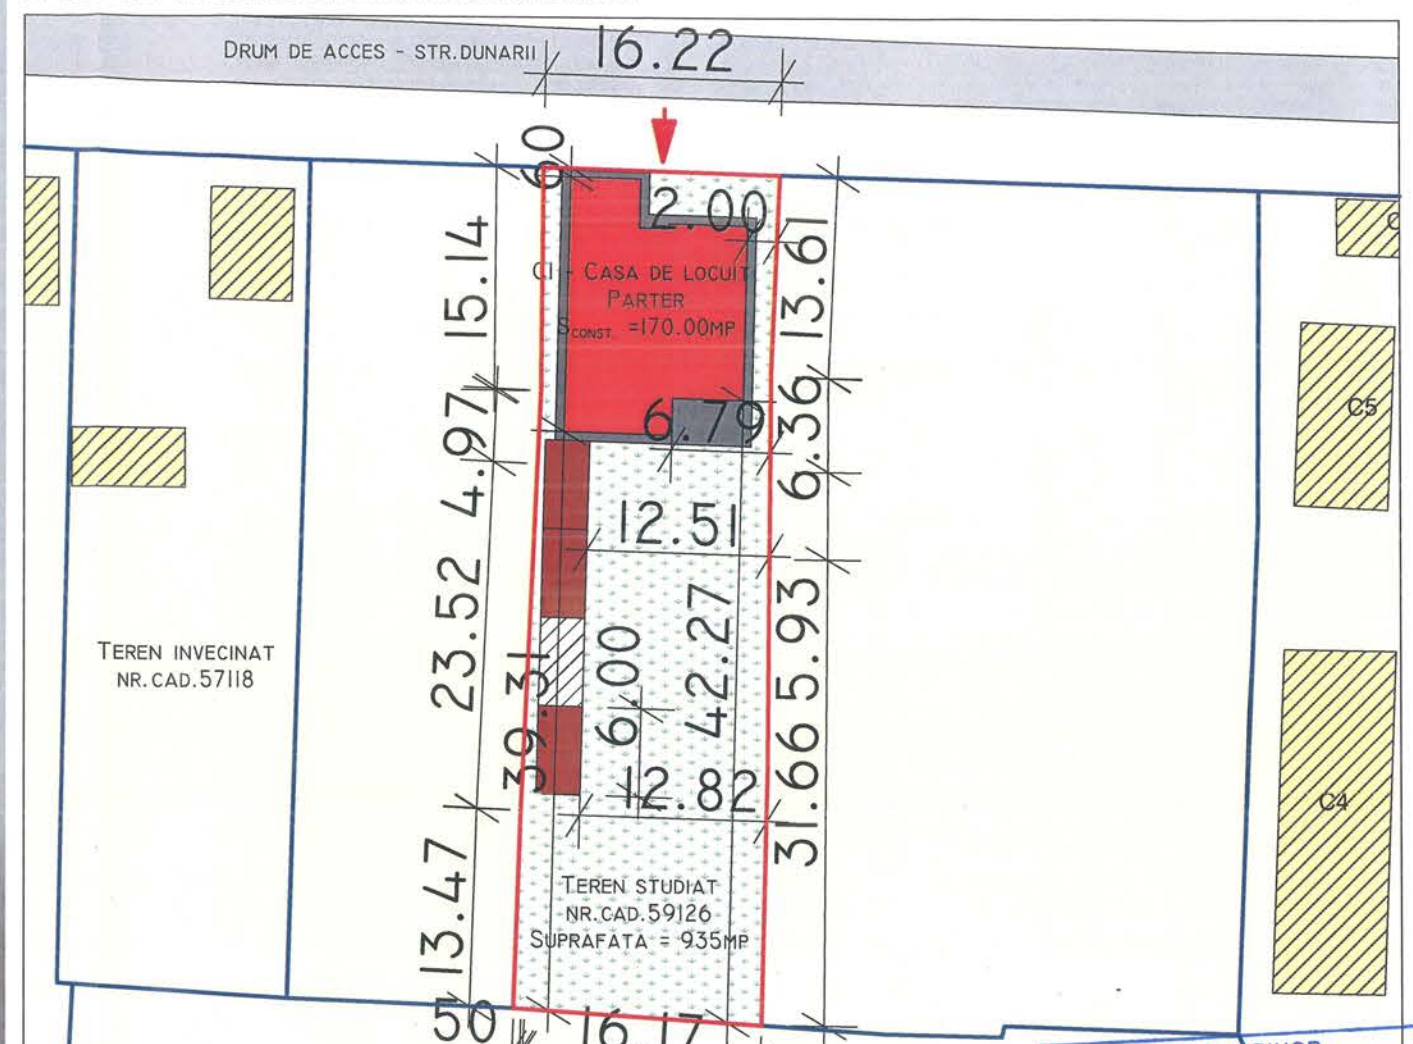 DRUM DE ACCES - STR.DUNARII
16.22
60
2.00
15.14
13.61
C1 - CASA DE LOCUIT
PARTER
SCONST. =170.00MP
4.97
6.79
6.36
C5
12.51
23.52
42.27
5.93
6.00
39.31
TEREN INVECINAT
NR.CAD.57118
12.82
31.66
C4
13.47
TEREN STUDIAT
NR.CAD.59126
SUPRAFATA = 935MP
50
16.17